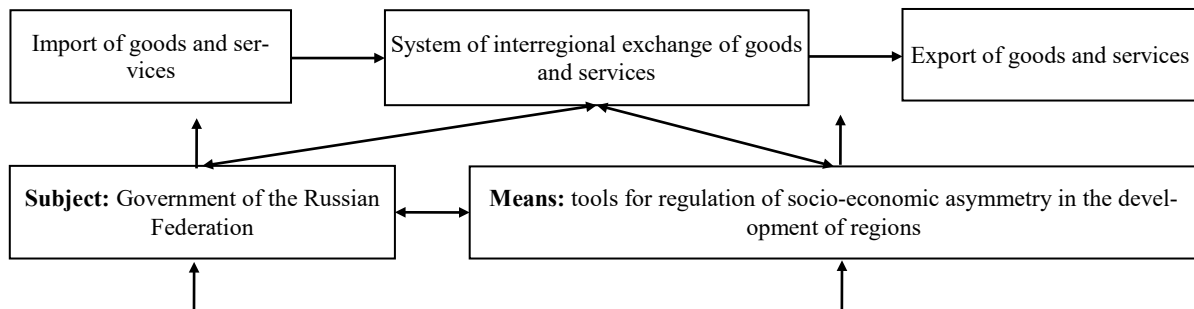 Import of goods and ser-
vices
System of interregional exchange of goods
and services
Export of goods and services
Subject: Government of the Russian
Federation
Means: tools for regulation of socio-economic asymmetry in the devel-
opment of regions